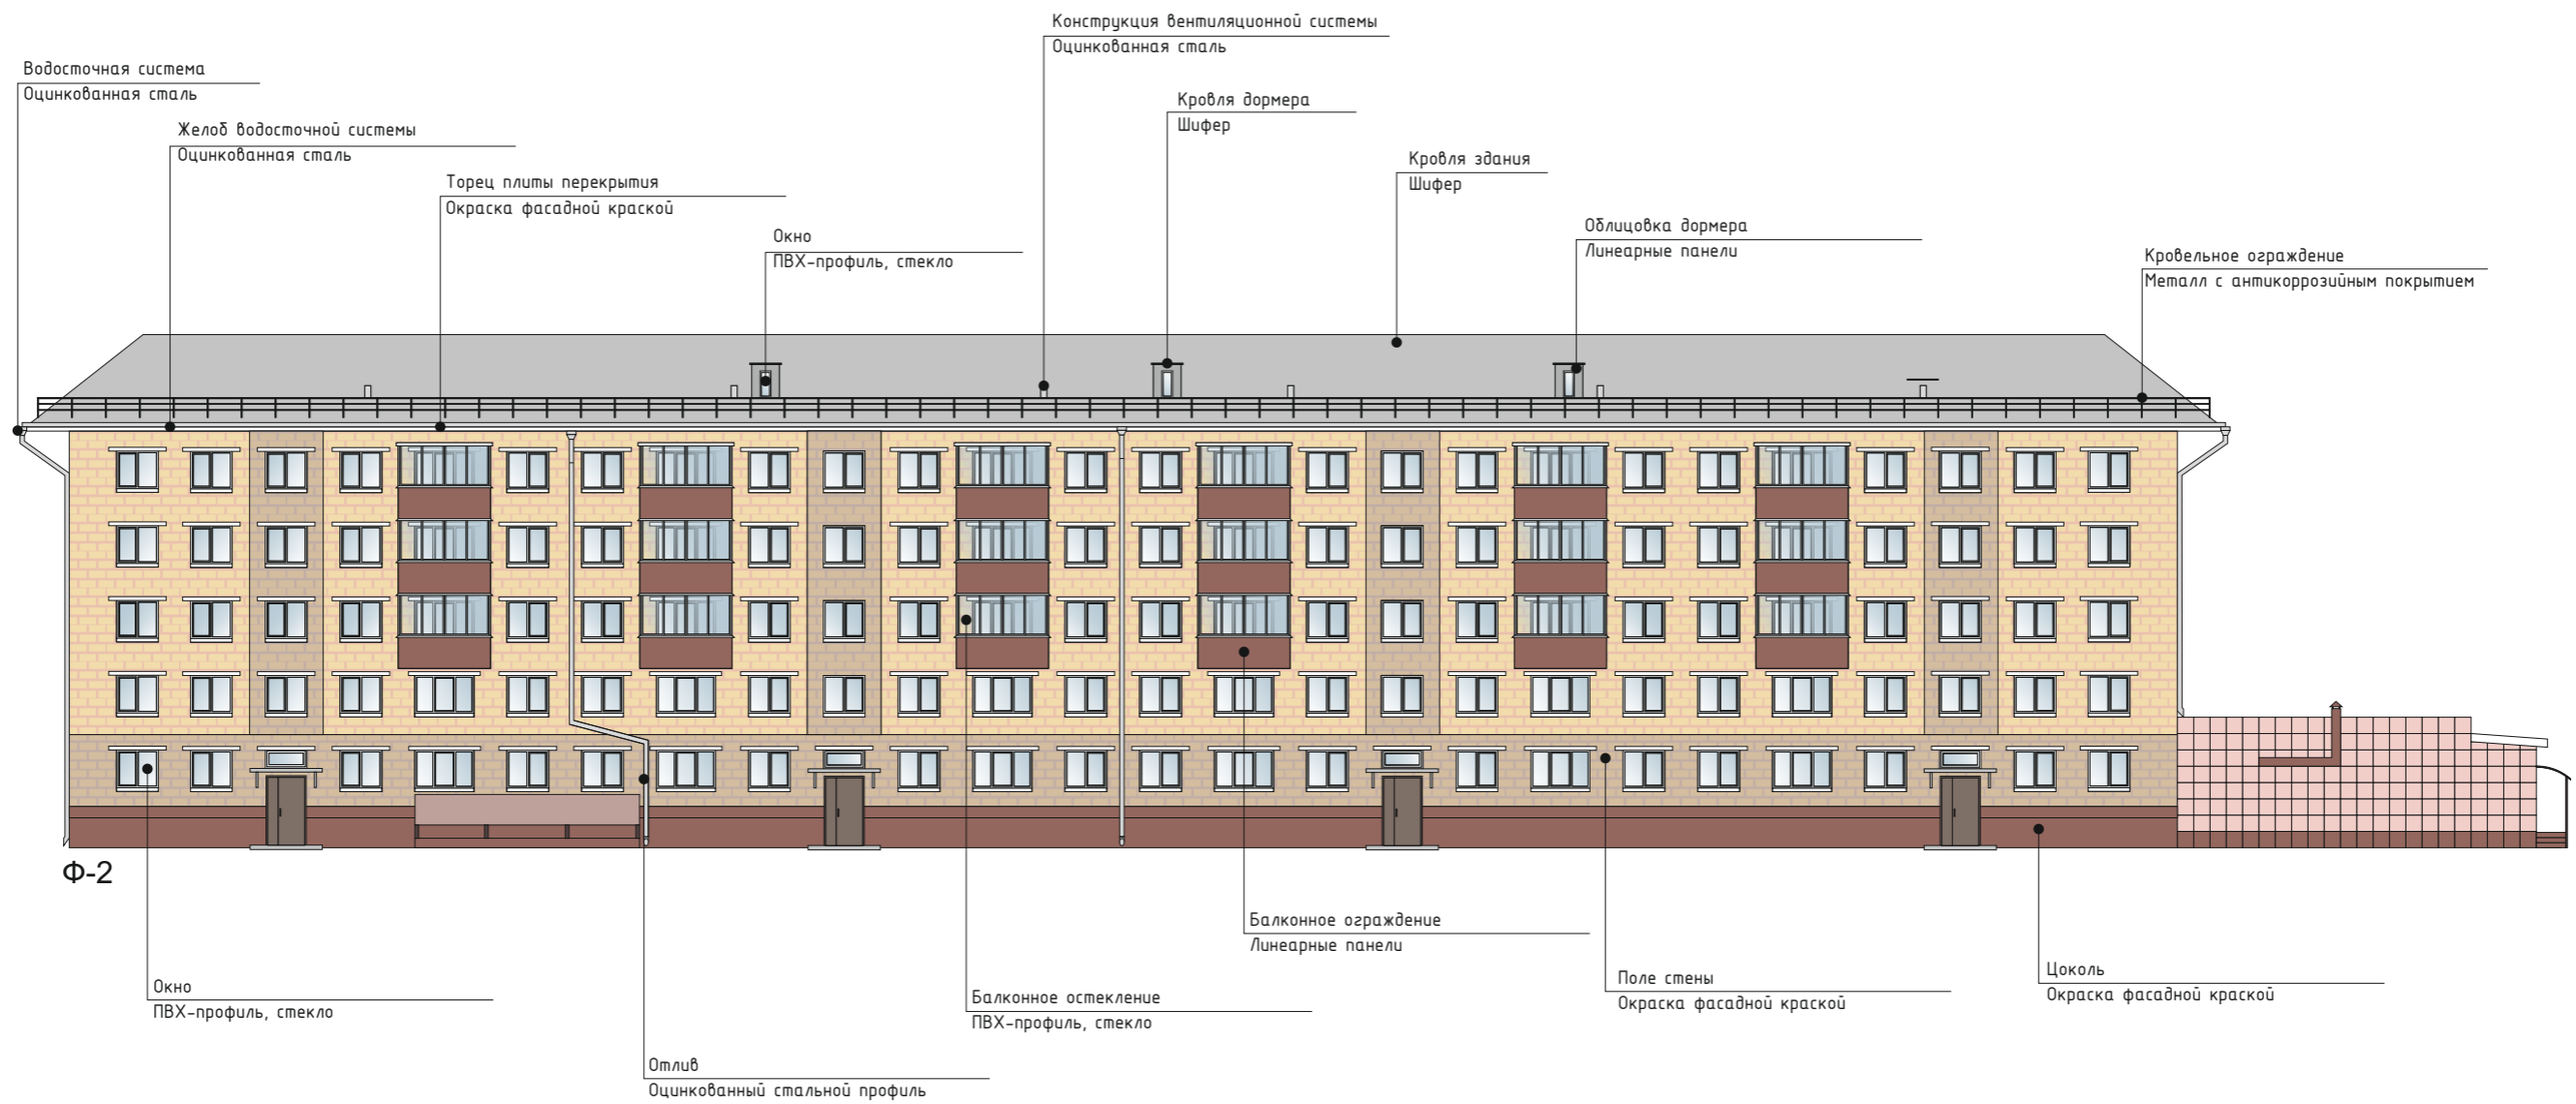 Конструкция вентиляционной системы
Оцинкованная сталь
Водосточная система
Оцинкованная сталь
Кровля дормера
Шифер
Желоб водосточной системы
Оцинкованная сталь
Кровля здания
Шифер
Торец плиты перекрытия
Окраска фасадной краской
Облицовка дормера
Линеарные панели
Окно
ПВХ-профиль, стекло
Кровельное ограждение
Металл с антикоррозийным покрытием
Ф-2
Балконное ограждение
Линеарные панели
Цоколь
Окраска фасадной краской
Поле стены
Окраска фасадной краской
Окно
ПВХ-профиль, стекло
Балконное остекление
ПВХ-профиль, стекло
Отлив
Оцинкованный стальной профиль